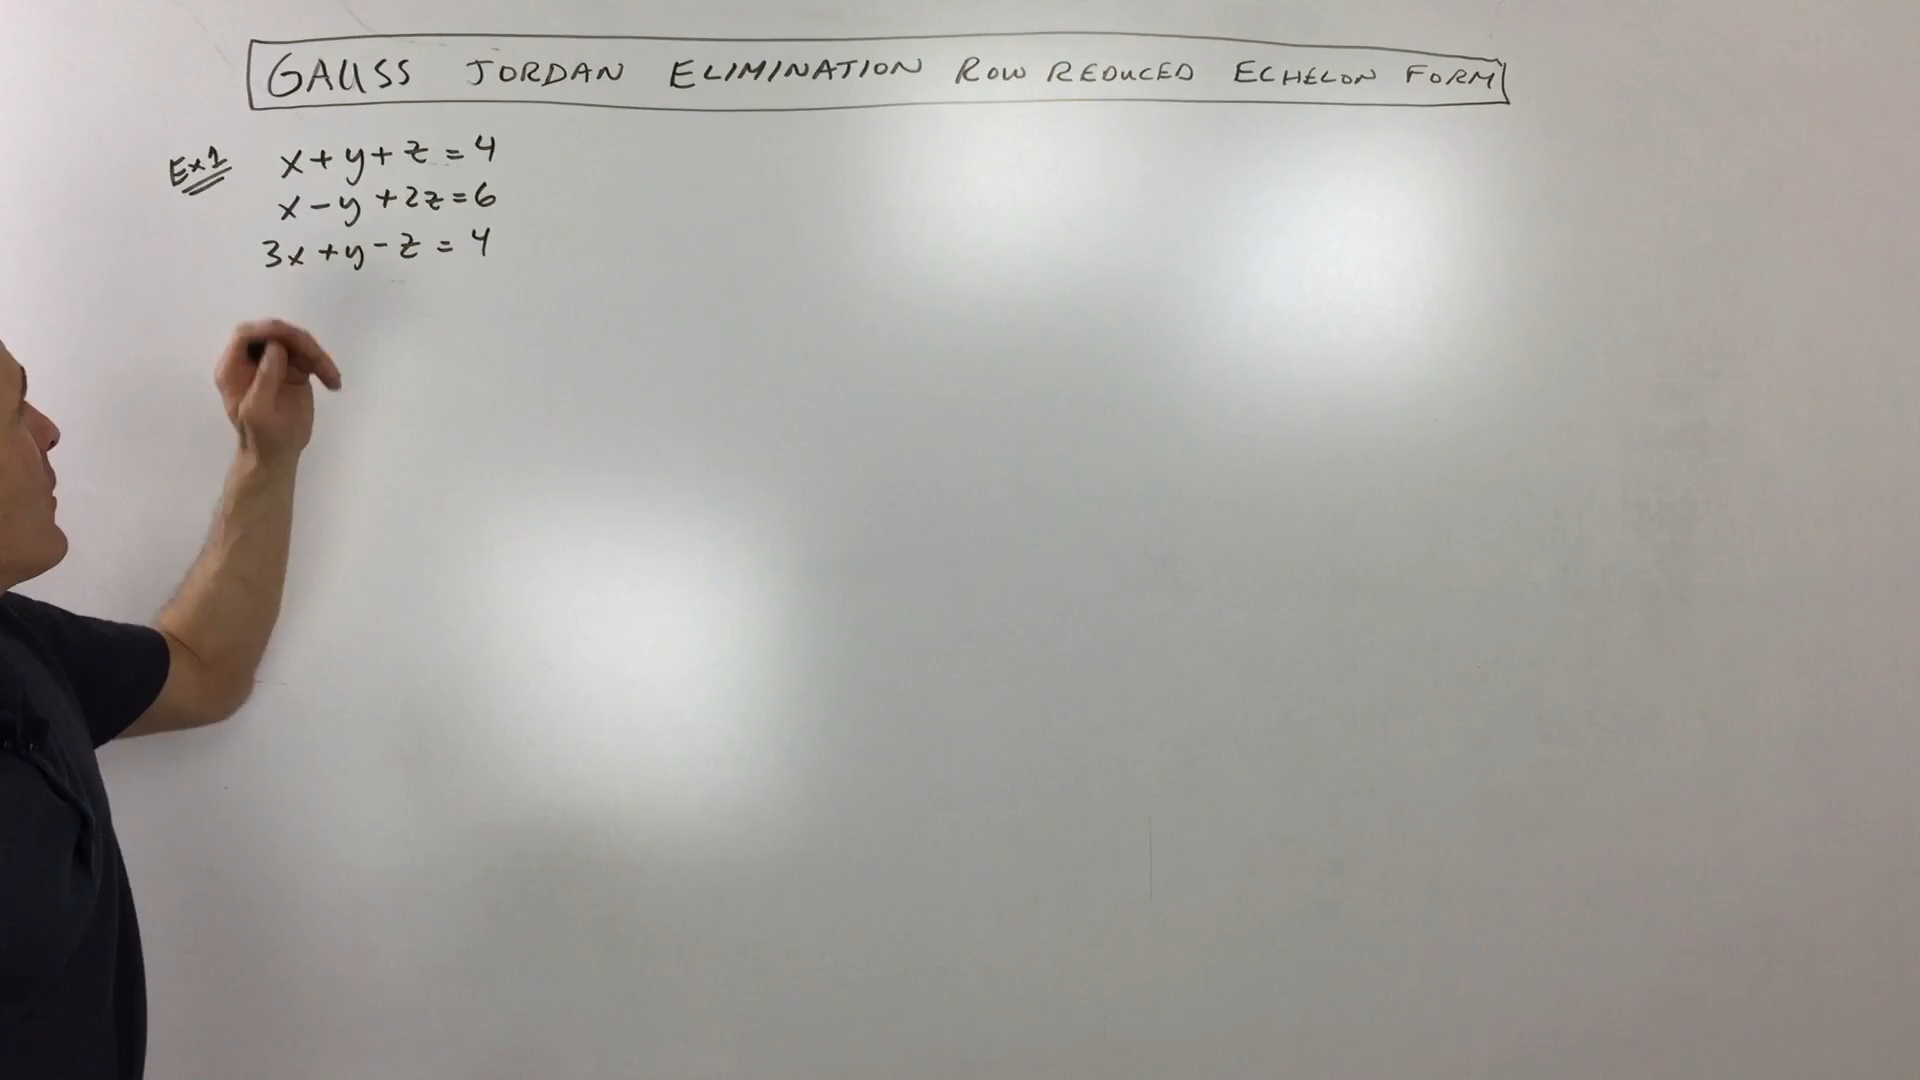 GAUSS JORDAN ELIMINATION ROW REDUCED ECHELON FORM
Ex1 x+y+z=4
x-y+2z=6
3x+y-z=4